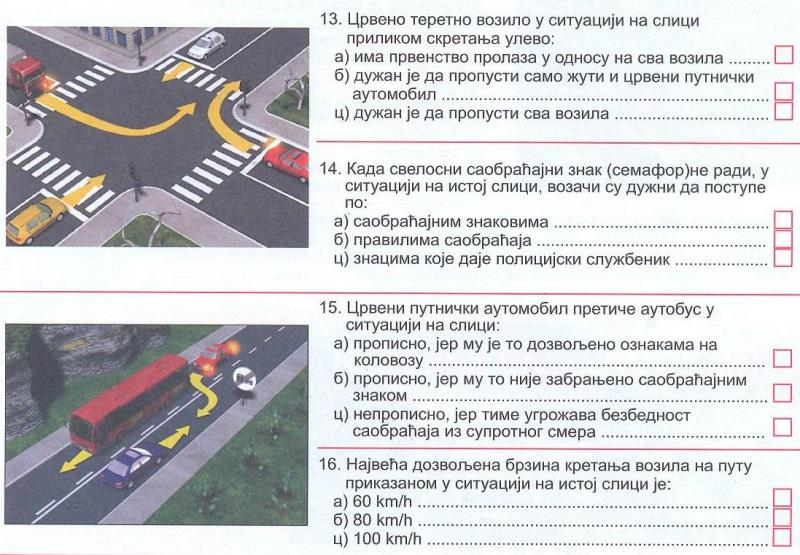 13. Црвено теретно возило у ситуацији на слици
приликом скретања улево:
а) има првенство пролаза у односу на сва возила ........
б) дужан је да пропусти само жути и црвени путнички
аутомобил ................................................................
ц) дужан је да пропусти сва возила ..........................
14. Када свелосни саобраћајни знак (семафор)не ради, у
ситуацији на истој слици, возачи су дужни да поступе
по:
а) саобраћајним знаковима ......................................
б) правилима саобраћаја ........................................
ц) знацима које даје полицијски службеник .................
15. Црвени путнички аутомобил претиче аутобус у
ситуацији на слици:
а) прописно, јер му је то дозвољено ознакама на
коловозу ..................................................................
б) прописно, јер му то није забрањено саобраћајним
знаком .....................................................................
ц) непрописно, јер тиме угрожава безбедност
саобраћаја из супротног смера ...........................
16. Највећа дозвољена брзина кретања возила на путу
приказаном у ситуацији на истој слици је:
а) 60 km/h ..................................................................
б) 80 km/h ..................................................................
ц) 100 km/h ................................................................